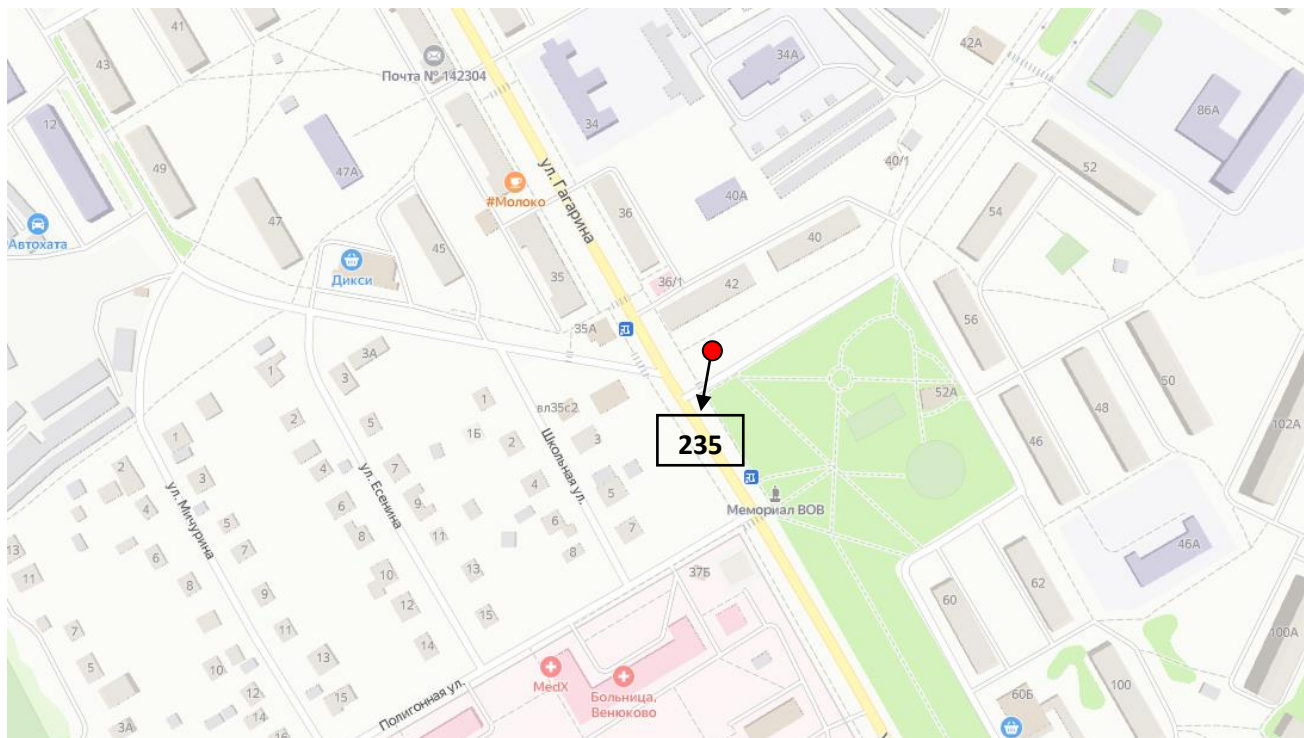 41
43
Почта № 142304
34А
42А
86А
12
34
49
47А
ул. Гагарина
52
40/1
#Молоко
40А
47
36
54
Автохата
45
40
Дикси
35
36/1
42
56
35А
3А
1
3
50
52А
1
вл35с2
2
5
1Б
48
102А
1
2
3
Школьная ул.
46
235
2
3
4
7
ул. Есенина
4
5
4
6
9
Мемориал ВОВ
ул. Мичурина
5
6
7
8
11
46А
13
6
7
8
11
8
9
10
13
37Б
62
60
12
15
7
11
14
100А
5
10
13
MedX
Больница,
Венюково
100
60Б
12
15
Полигонная ул.
3А
14
16